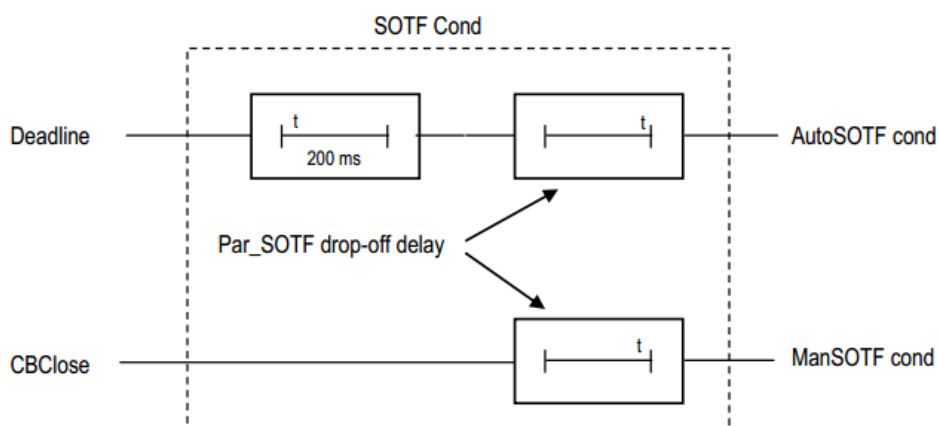 SOTF Cond
Deadline
t
200 ms
t
AutoSOTF cond
Par_SOTF drop-off delay
CBClose
t
ManSOTF cond